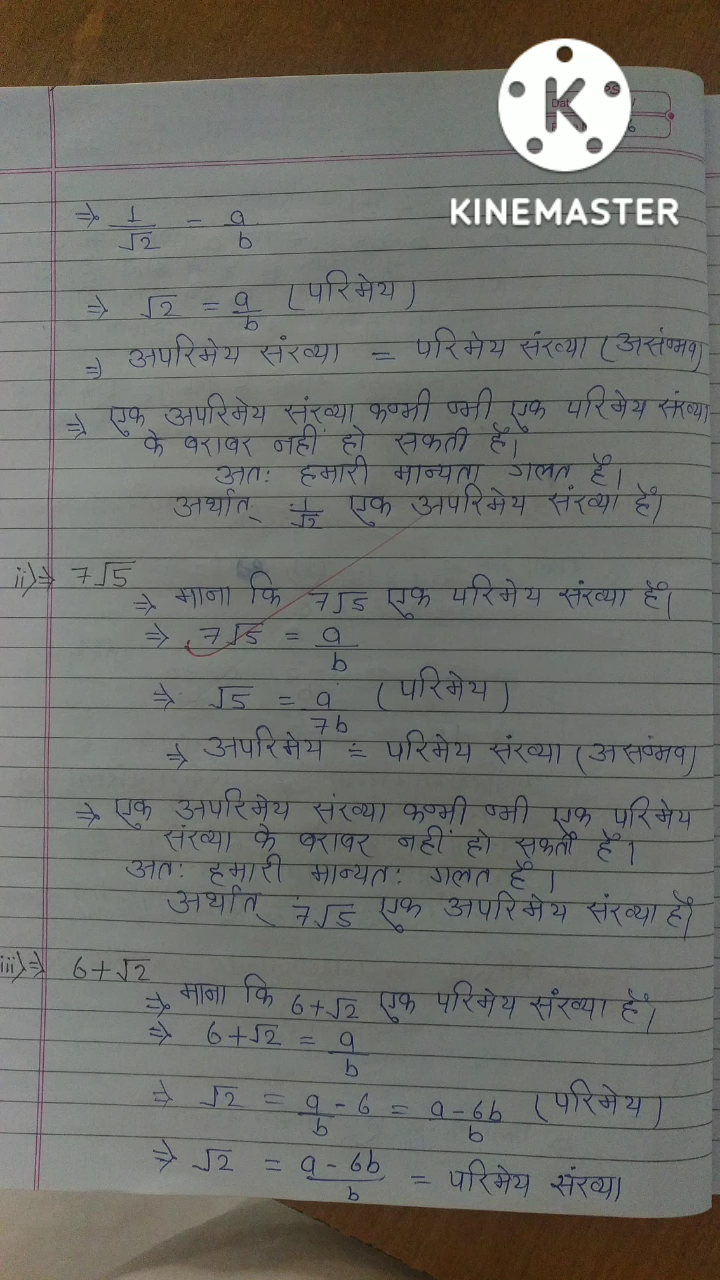 KINEMASTER
⇒ 1/√2 = a/b
⇒ √2 = a/b (परिमेय)
⇒ अपरिमेय संख्या = परिमेय संख्या (असंभव)
⇒ एक अपरिमेय संख्या कभी भी एक परिमेय संख्या
के बराबर नहीं हो सकती है।
अतः हमारी मान्यता गलत है।
अर्थात् 1/√2 एक अपरिमेय संख्या है।
ii)⇒ 7√5
⇒ माना कि 7√5 एक परिमेय संख्या है।
⇒ 7√5 = a/b
⇒ √5 = a/7b (परिमेय)
⇒ अपरिमेय = परिमेय संख्या (असंभव)
⇒ एक अपरिमेय संख्या कभी भी एक परिमेय
संख्या के बराबर नहीं हो सकती है।
अतः हमारी मान्यतः गलत है।
अर्थात् 7√5 एक अपरिमेय संख्या है।
iii)⇒ 6+√2
⇒ माना कि 6+√2 एक परिमेय संख्या है।
⇒ 6+√2 = a/b
⇒ √2 = a/b - 6 = a-6b/b (परिमेय)
⇒ √2 = a-6b/b = परिमेय संख्या